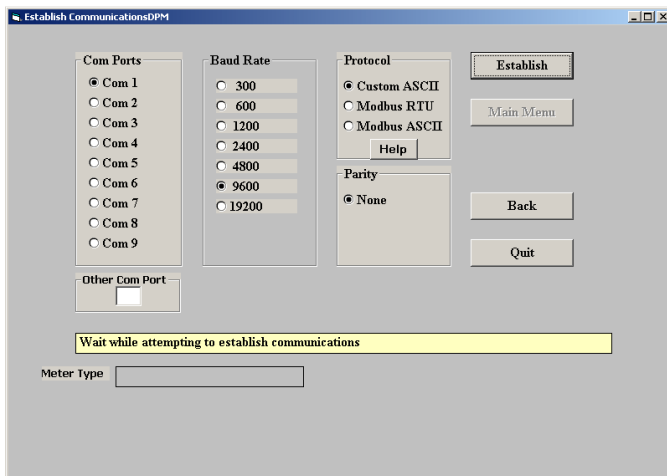 Establish CommunicationsDPM
Com Ports
Com 1
Com 2
Com 3
Com 4
Com 5
Com 6
Com 7
Com 8
Com 9
Other Com Port
Baud Rate
300
600
1200
2400
4800
9600
19200
Protocol
Custom ASCII
Modbus RTU
Modbus ASCII
Help
Parity
None
Establish
Main Menu
Back
Quit
Wait while attempting to establish communications
Meter Type